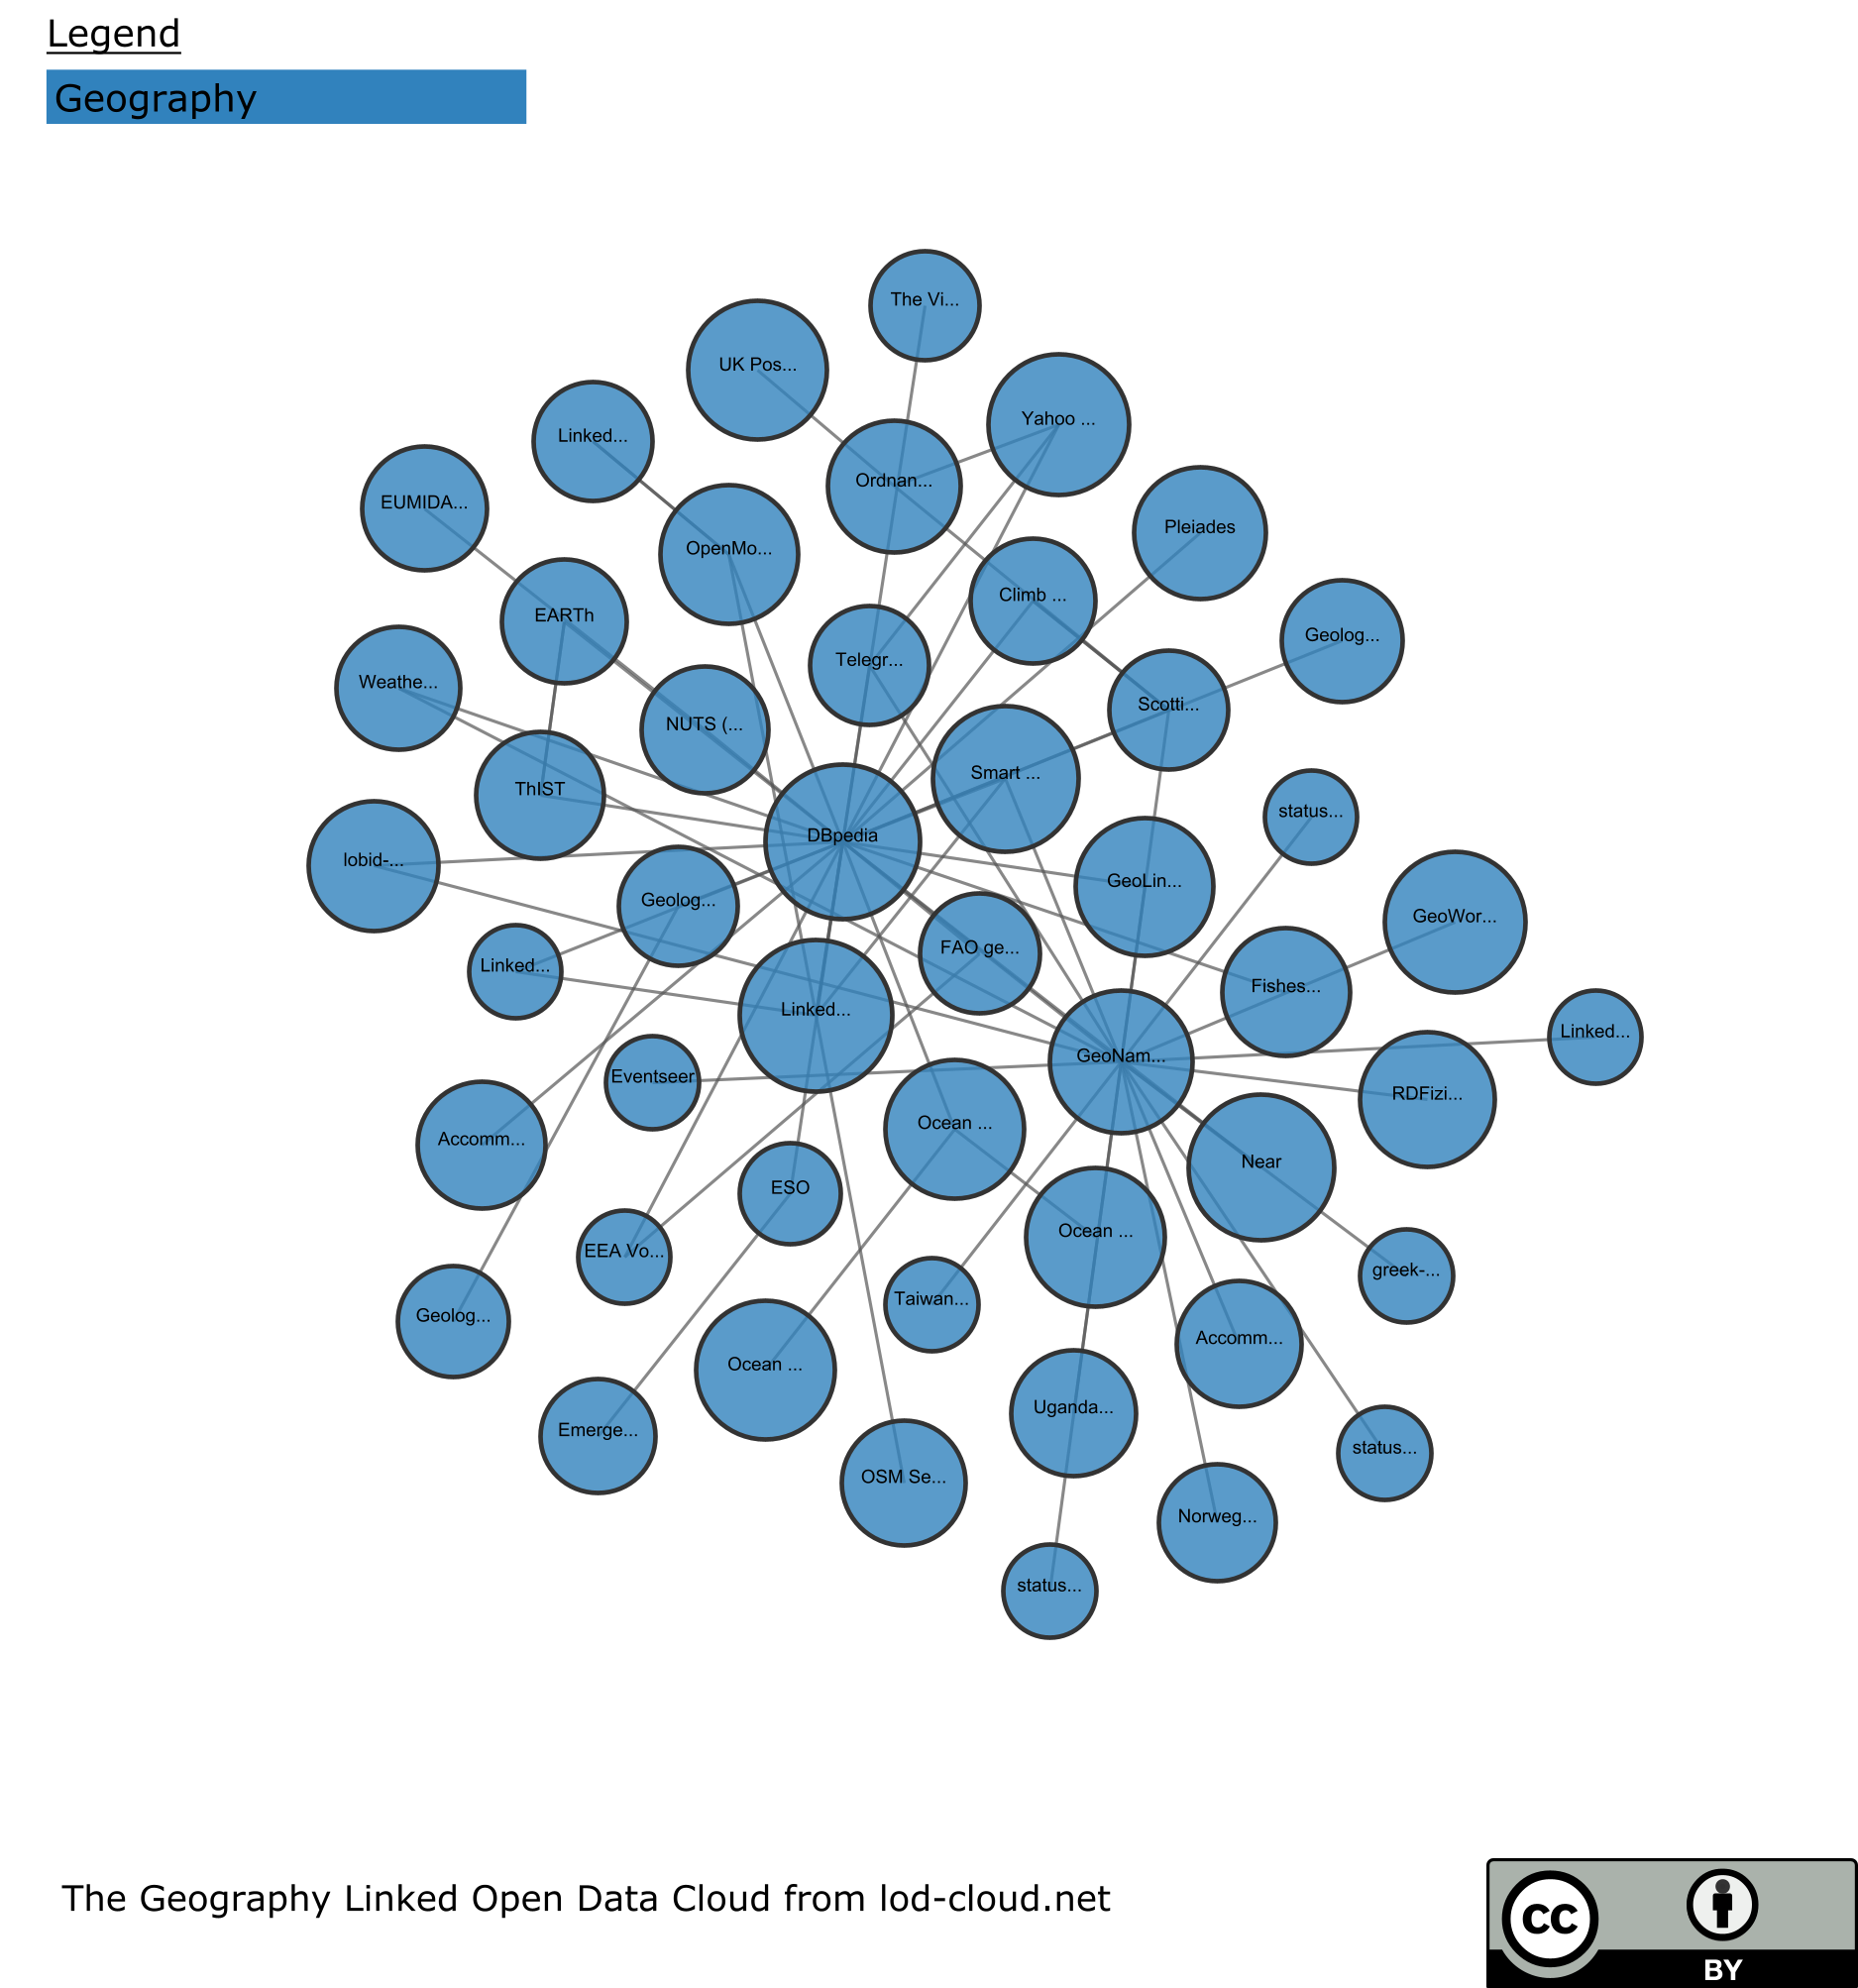 Legend
Geography
The Vi...
UK Pos...
Yahoo ...
Linked...
Ordnan...
EUMIDA...
Pleiades
OpenMo...
Climb ...
EARTh
Geolog...
Telegr...
Weathe...
Scotti...
NUTS (...
Smart ...
ThIST
status...
DBpedia
lobid-...
GeoLin...
Geolog...
GeoWor...
FAO ge...
Linked...
Fishes...
Linked...
Linked...
GeoNam...
Eventseer
RDFizi...
Ocean ...
Accomm...
Near
ESO
Ocean ...
EEA Vo...
greek-...
Taiwan...
Geolog...
Accomm...
Ocean ...
Uganda...
Emerge...
status...
OSM Se...
Norweg...
status...
The Geography Linked Open Data Cloud from lod-cloud.net
cc
BY